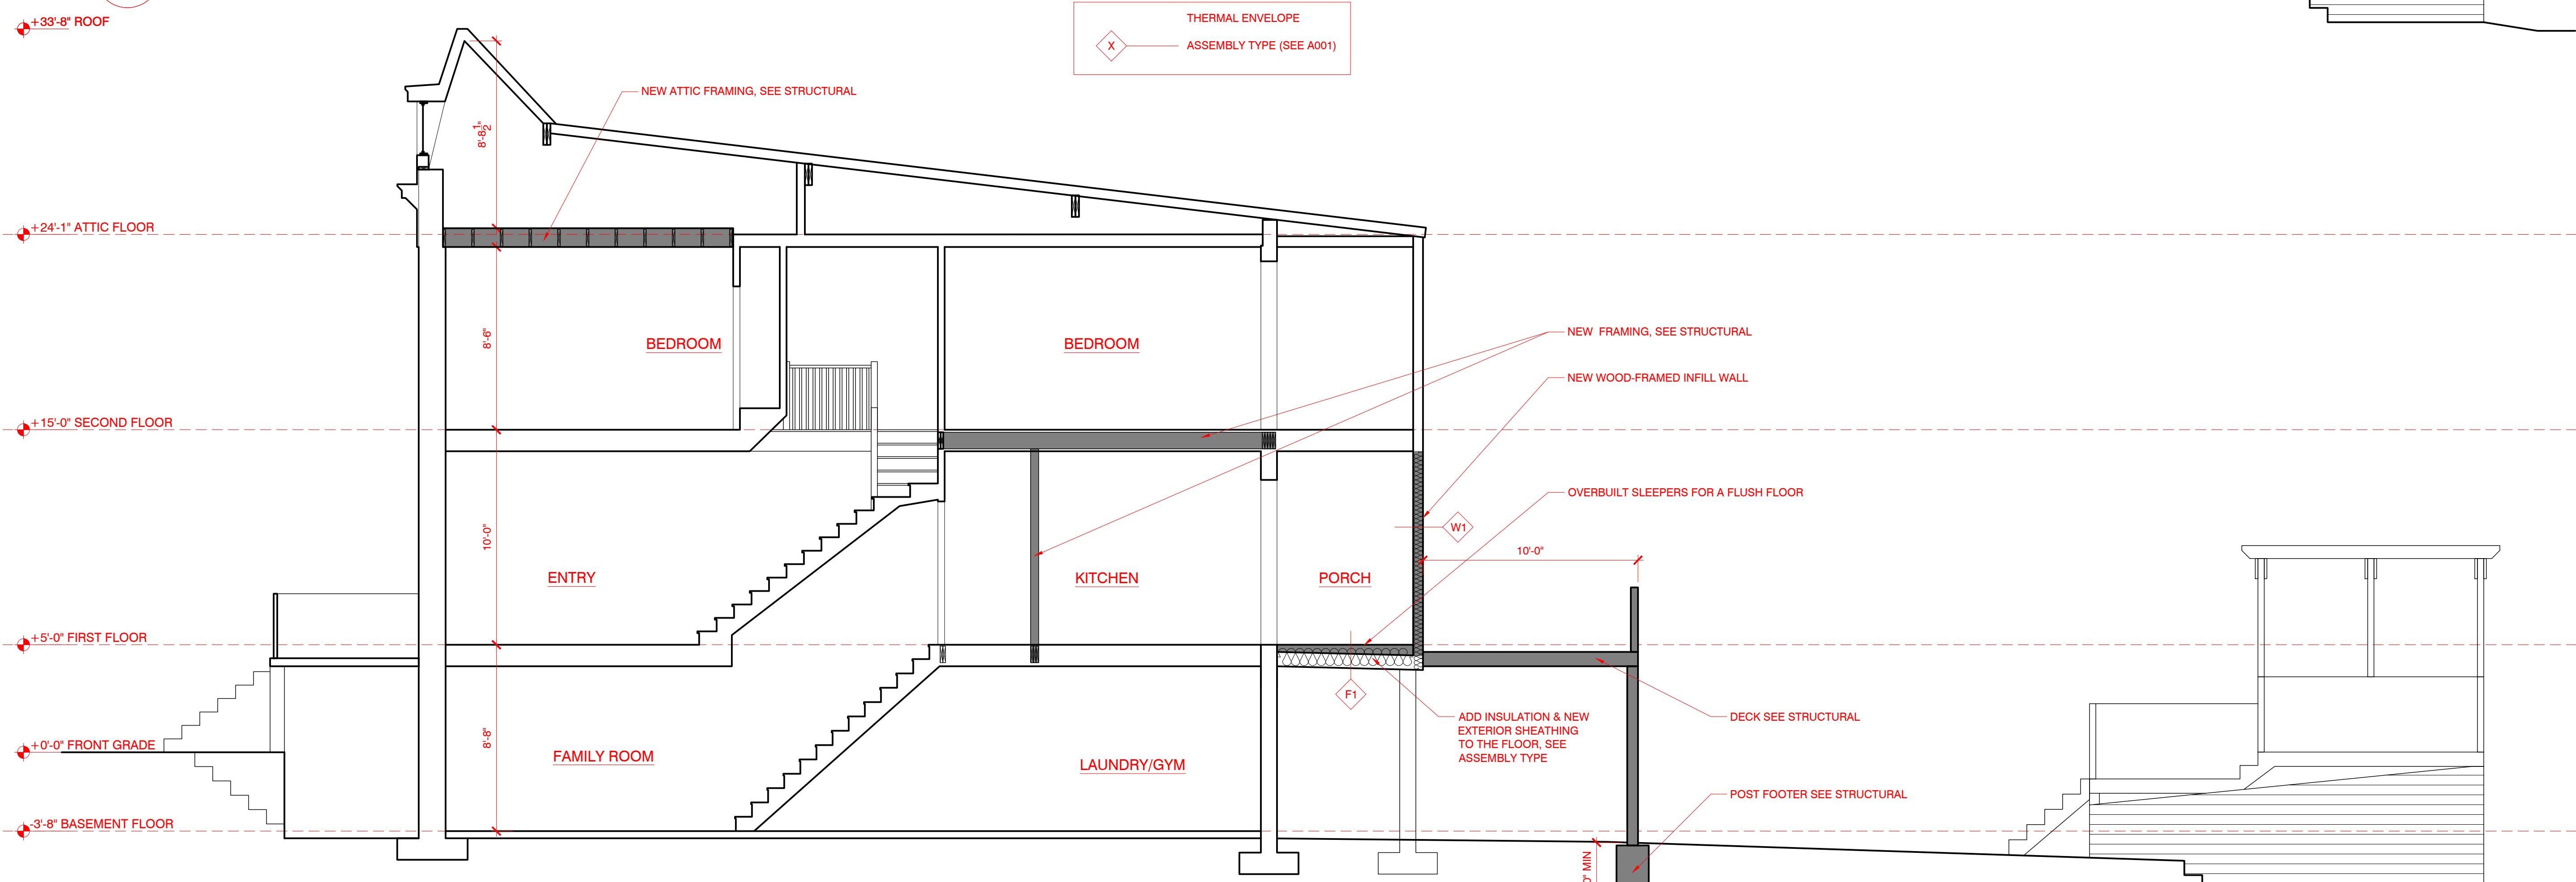 +33'-8" ROOF
THERMAL ENVELOPE
X
ASSEMBLY TYPE (SEE A001)
NEW ATTIC FRAMING, SEE STRUCTURAL
8'-8 1/2"
+24'-1" ATTIC FLOOR
8'-6"
BEDROOM
BEDROOM
NEW FRAMING, SEE STRUCTURAL
NEW WOOD-FRAMED INFILL WALL
+15'-0" SECOND FLOOR
OVERBUILT SLEEPERS FOR A FLUSH FLOOR
W1
10'-0"
10'-0"
ENTRY
KITCHEN
PORCH
+5'-0" FIRST FLOOR
F1
ADD INSULATION & NEW
EXTERIOR SHEATHING
TO THE FLOOR, SEE
ASSEMBLY TYPE
DECK SEE STRUCTURAL
8'-8"
+0'-0" FRONT GRADE
FAMILY ROOM
LAUNDRY/GYM
POST FOOTER SEE STRUCTURAL
-3'-8" BASEMENT FLOOR
0" MIN